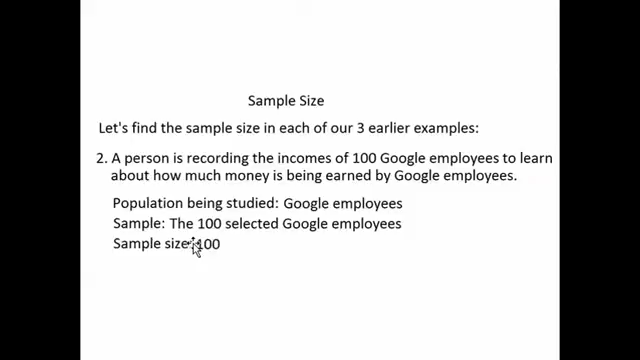 Sample Size
Let's find the sample size in each of our 3 earlier examples:
2. A person is recording the incomes of 100 Google employees to learn
about how much money is being earned by Google employees.
Population being studied: Google employees
Sample: The 100 selected Google employees
Sample size: 100